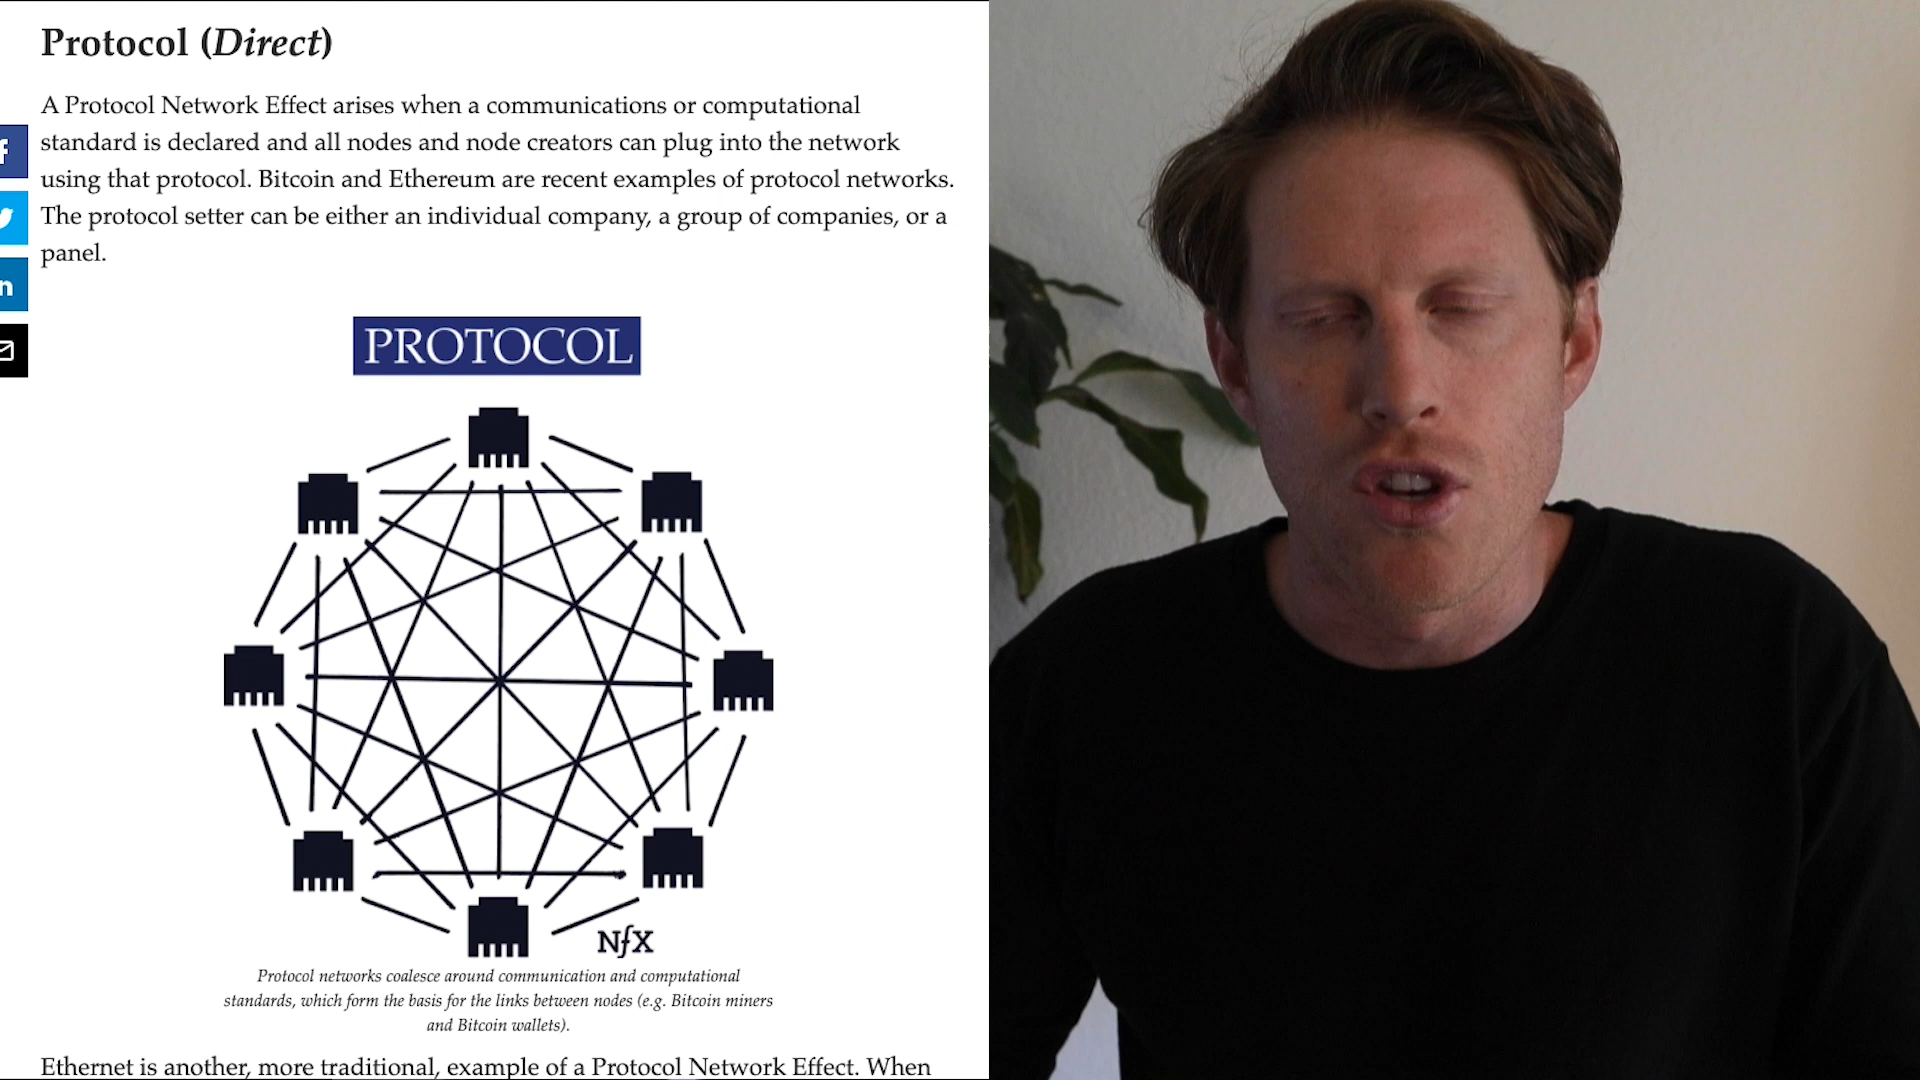 Protocol (Direct)
A Protocol Network Effect arises when a communications or computational
standard is declared and all nodes and node creators can plug into the network
using that protocol. Bitcoin and Ethereum are recent examples of protocol networks.
The protocol setter can be either an individual company, a group of companies, or a
panel.
PROTOCOL
NfX
Protocol networks coalesce around communication and computational
standards, which form the basis for the links between nodes (e.g. Bitcoin miners
and Bitcoin wallets).
Ethernet is another, more traditional, example of a Protocol Network Effect. When